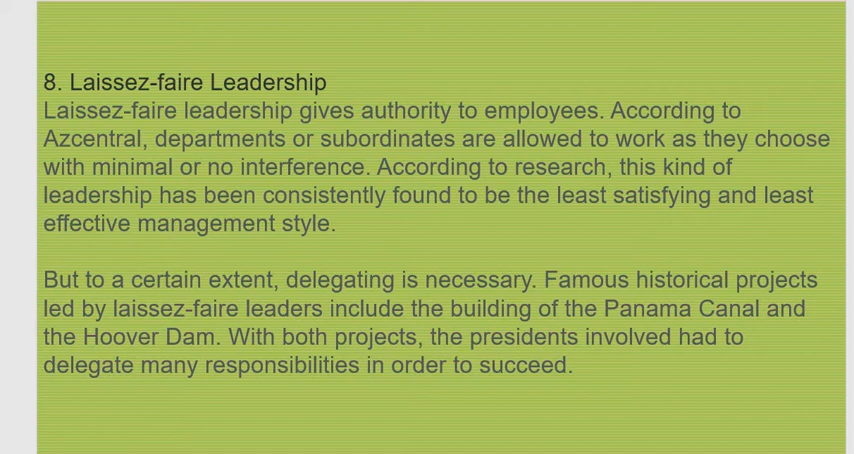 8. Laissez-faire Leadership
Laissez-faire leadership gives authority to employees. According to
Azcentral, departments or subordinates are allowed to work as they choose
with minimal or no interference. According to research, this kind of
leadership has been consistently found to be the least satisfying and least
effective management style.
But to a certain extent, delegating is necessary. Famous historical projects
led by laissez-faire leaders include the building of the Panama Canal and
the Hoover Dam. With both projects, the presidents involved had to
delegate many responsibilities in order to succeed.